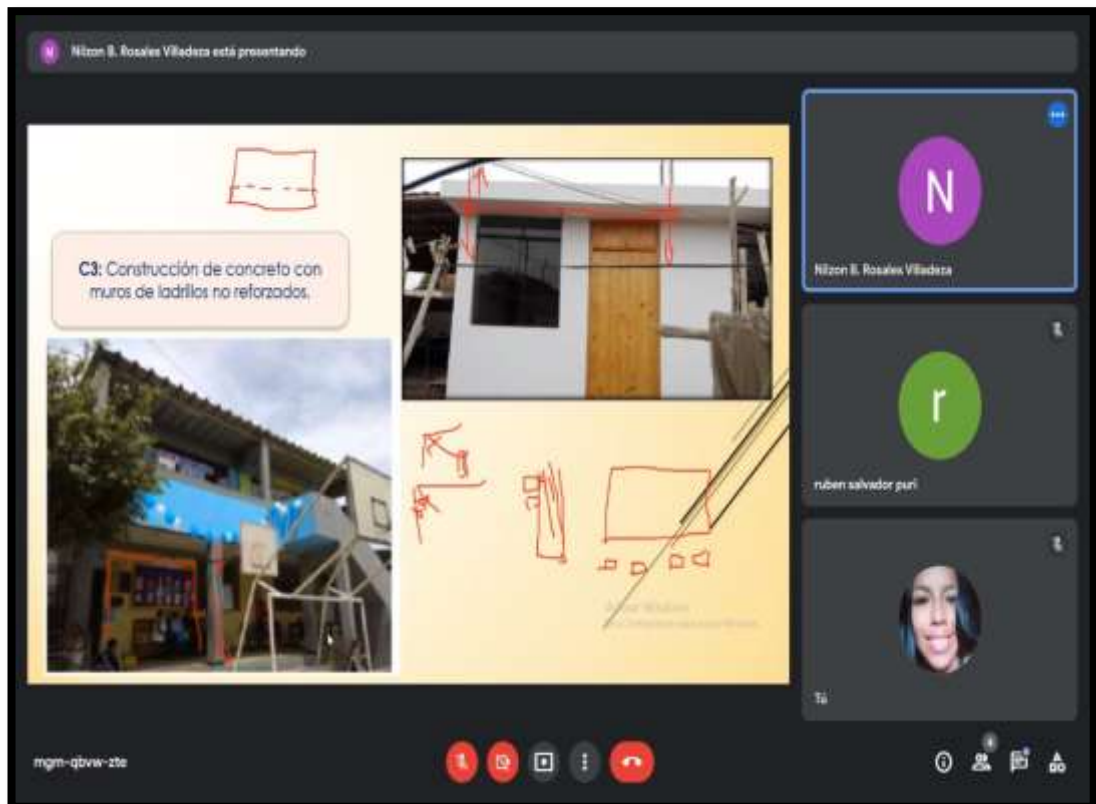 N
Nilzon B. Rosales Villadeza está presentando
C3: Construcción de concreto con
muros de ladrillos no reforzados.
N
Nilzon B. Rosales Villadeza
r
ruben salvador puri
Tú
mgm-qbvw-zte